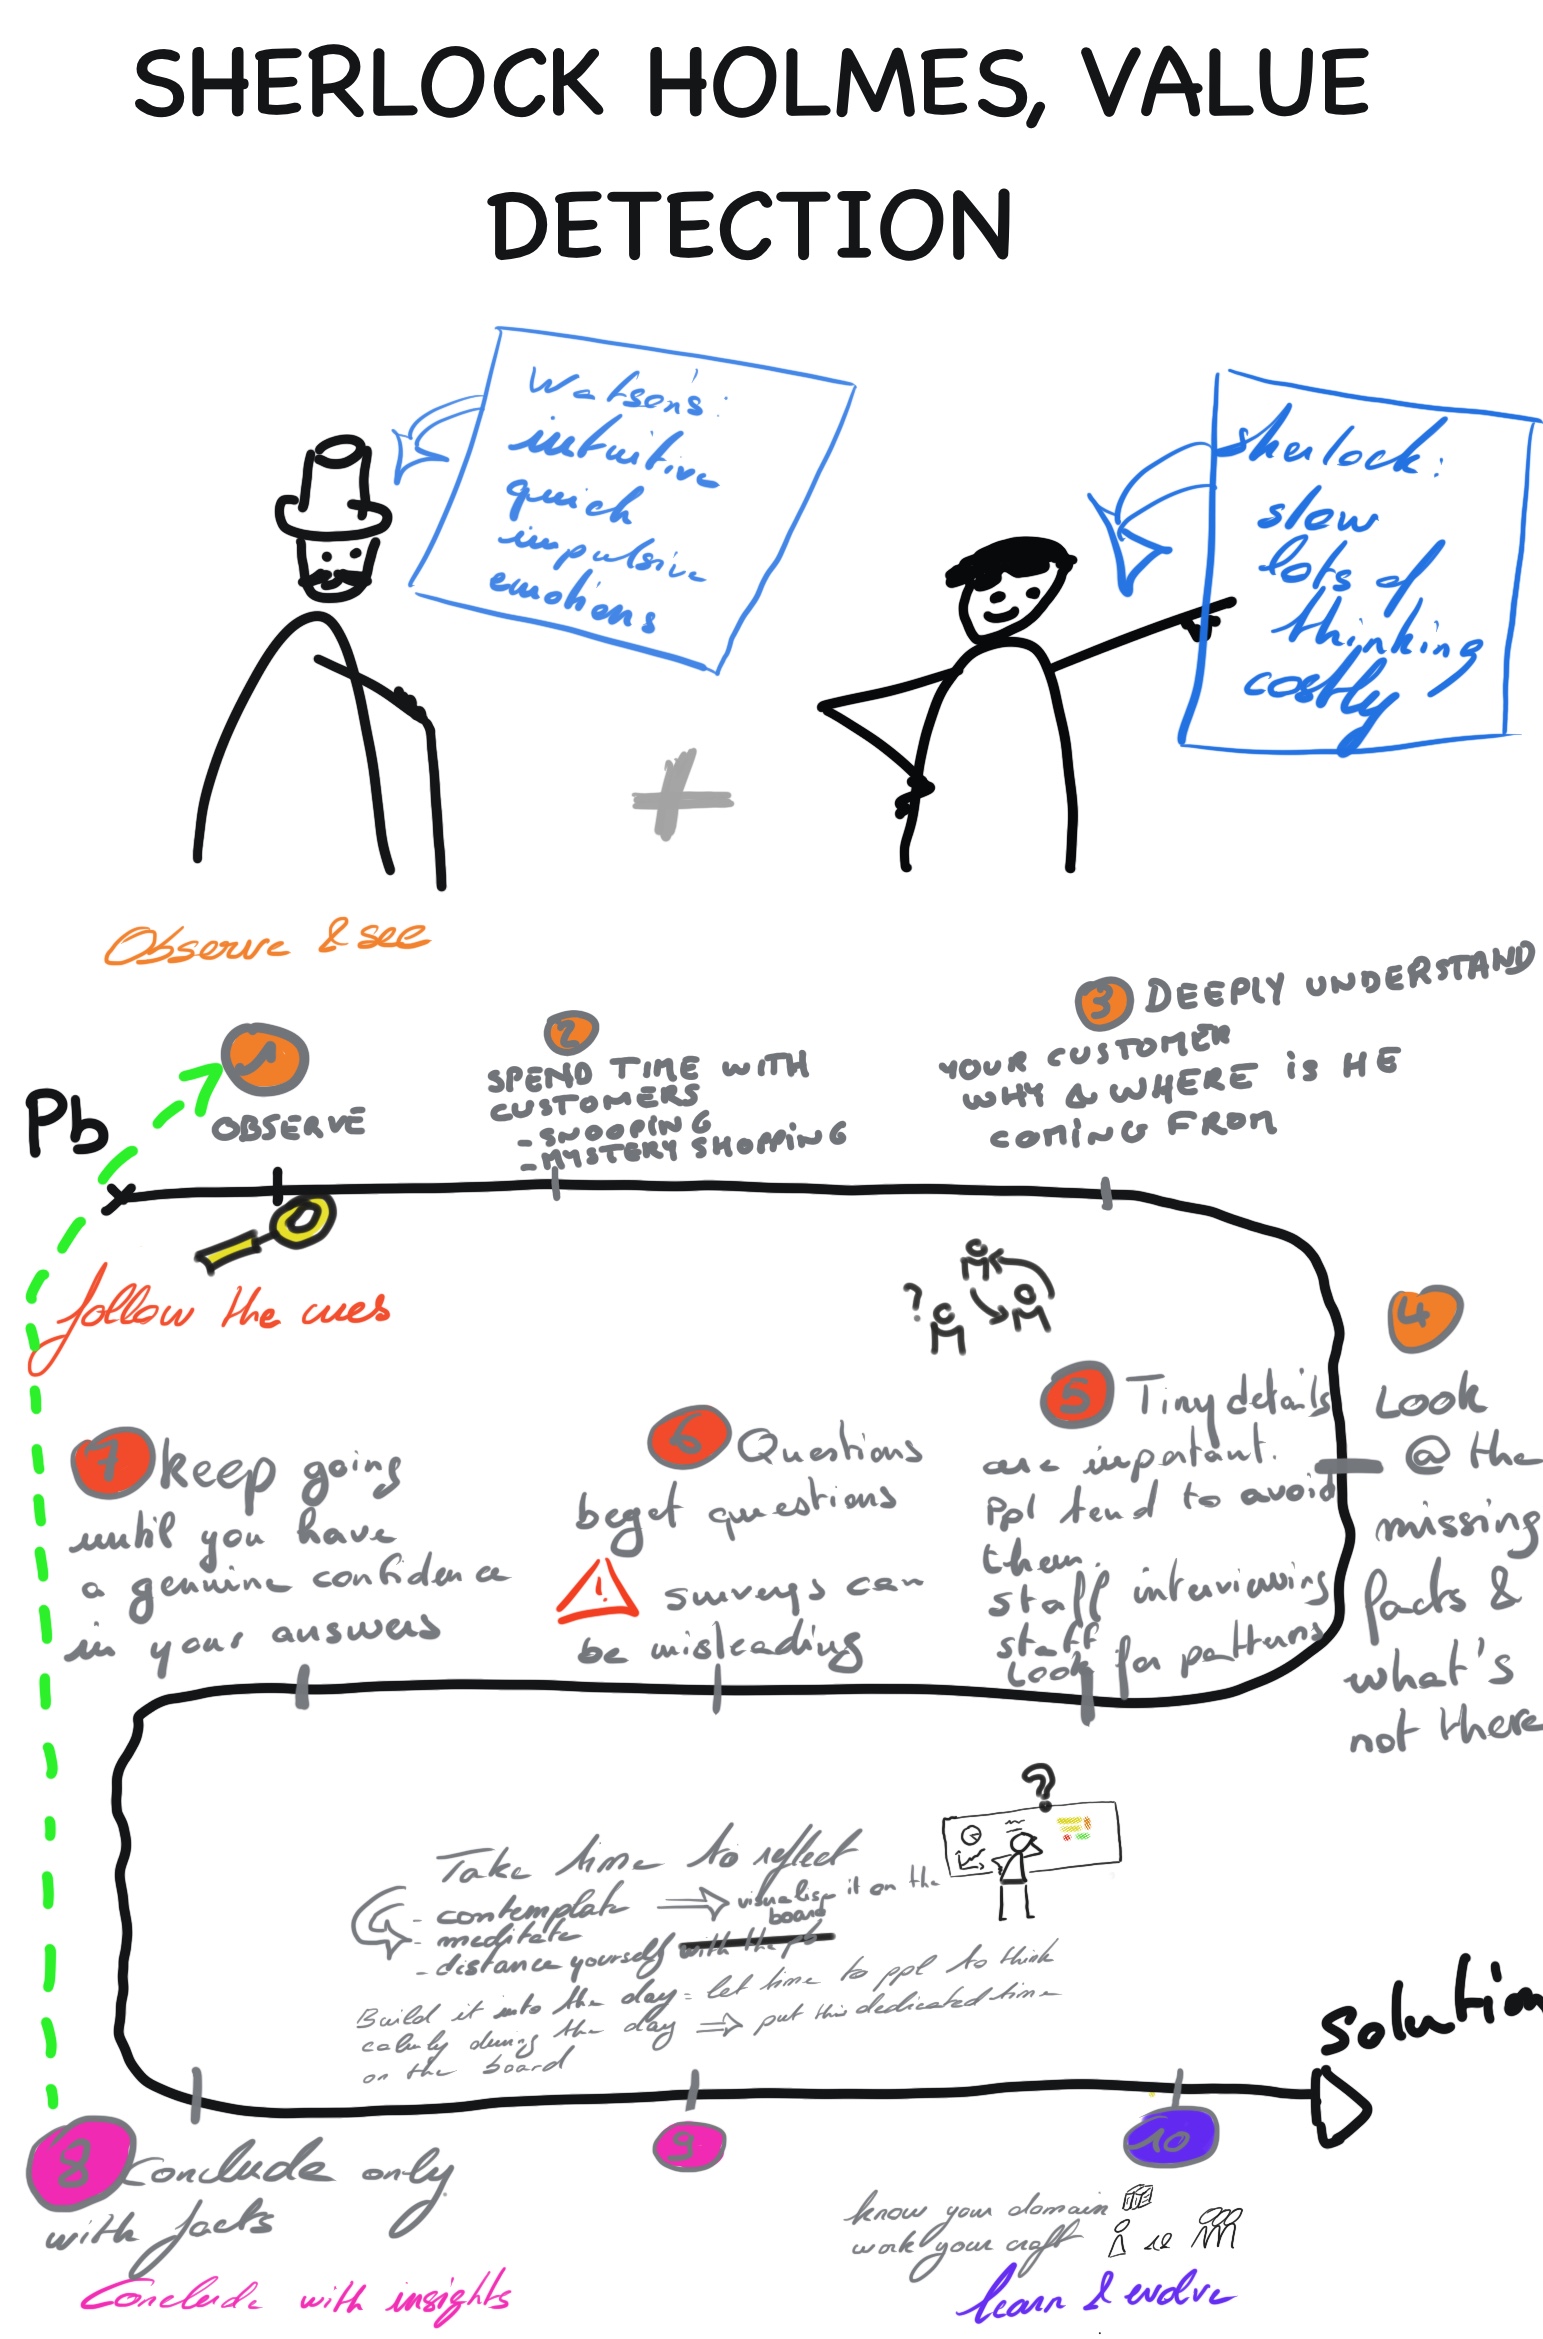 SHERLOCK HOLMES, VALUE
DETECTION
Watson's:
intuitive
quick
impulsive
emotions
sherlock:
slow
lots of
thinking
costly
Observe & see
1
OBSERVE
2
SPEND TIME WITH
CUSTOMERS
- SNOOPING
- MYSTERY SHOPPING
3 DEEPLY UNDERSTAND
YOUR CUSTOMER
WHY & WHERE is HE
COMING FROM
Pb
follow the cues
?
4
Look
@ the
missing
facts &
what's
not there
5 Tiny details
are important.
Ppl tend to avoid
them.
staff interviewing
staff
Look for patterns
6 Questions
beget questions
! surveys can
be misleading
7 keep going
until you have
a genuine confidence
in your answers
?
Take time to reflect
- contemplate ⇒ visualise it on the
board
- meditate
- distance yourself with the pb
Build it into the day = let time to ppl to think
calmly during the day ⇒ put this dedicated time
on the board
solution
8 Conclude only
with facts
Conclude with insights
9
10
know your domain
work your craft
learn & evolve